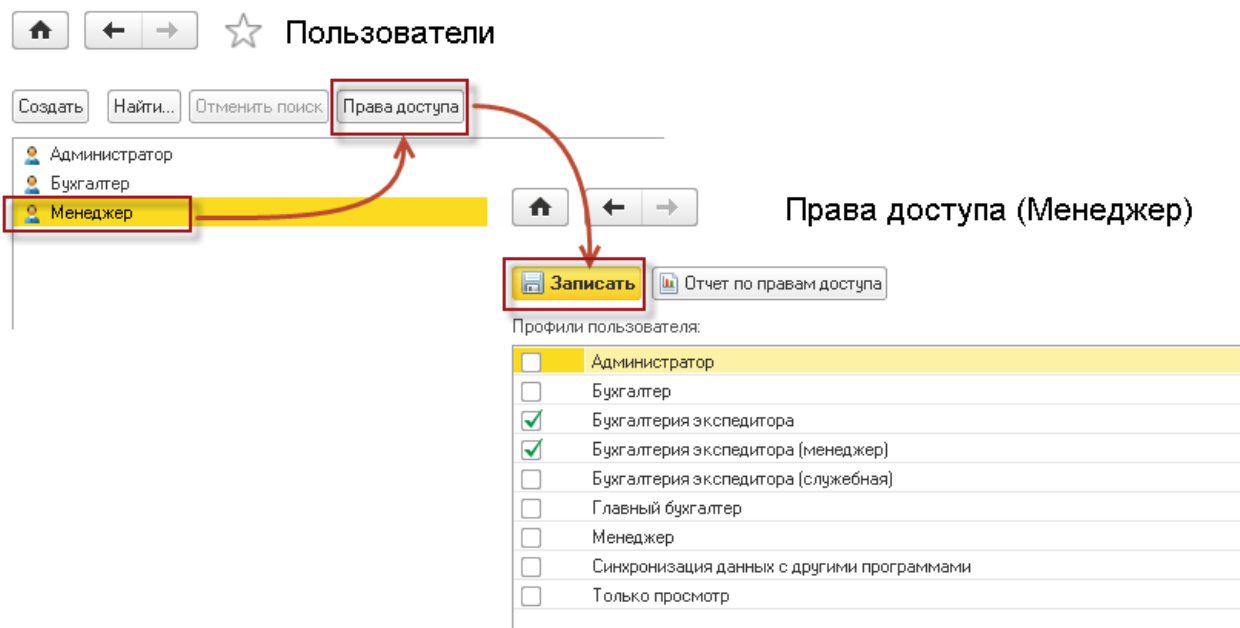 Пользователи
Создать Найти... Отменить поиск Права доступа
Администратор
Бухгалтер
Менеджер
Права доступа (Менеджер)
Записать Отчет по правам доступа
Профили пользователя:
Администратор
Бухгалтер
Бухгалтерия экспедитора
Бухгалтерия экспедитора (менеджер)
Бухгалтерия экспедитора (служебная)
Главный бухгалтер
Менеджер
Синхронизация данных с другими программами
Только просмотр